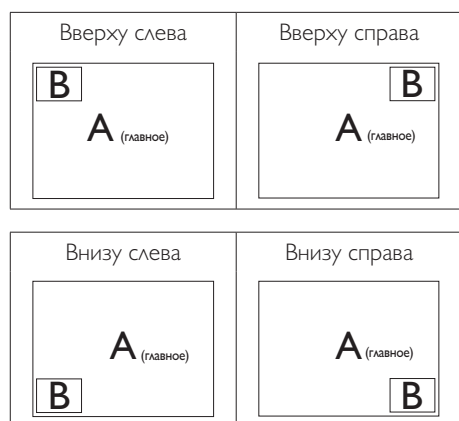 Вверху слева
Вверху справа
B
A (главное)
B
A (главное)
Внизу слева
Внизу справа
A (главное)
B
A (главное)
B